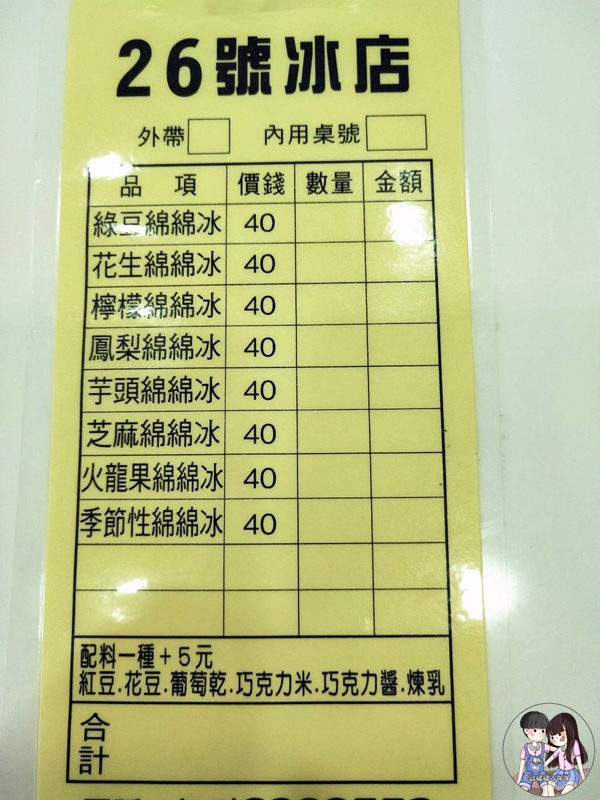 26號冰店
外帶 內用桌號
品項 價錢 數量 金額
綠豆綿綿冰 40
花生綿綿冰 40
檸檬綿綿冰 40
鳳梨綿綿冰 40
芋頭綿綿冰 40
芝麻綿綿冰 40
火龍果綿綿冰 40
季節性綿綿冰 40
配料一種+5元
紅豆.花豆.葡萄乾.巧克力米.巧克力醬.煉乳
合計